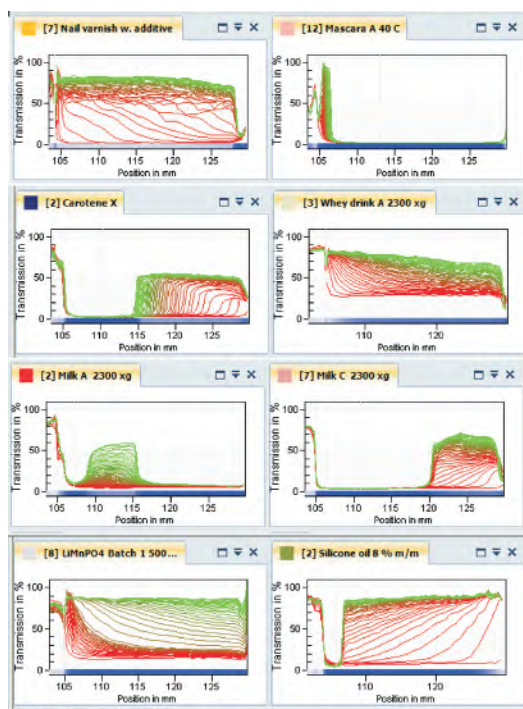 [7] Nail varnish w. additive
Transmission in %
100
50
0
105 110 115 120 125
Position in mm
[12] Mascara A 40 C
Transmission in %
100
50
0
105 110 115 120 125
Position in mm
[2] Carotene X
Transmission in %
100
50
0
105 110 115 120 125
Position in mm
[3] Whey drink A 2300 xg
Transmission in %
100
50
0
110 120
Position in mm
[2] Milk A 2300 xg
Transmission in %
100
50
0
105 110 115 120 125
Position in mm
[7] Milk C 2300 xg
Transmission in %
100
50
0
105 110 115 120 125
Position in mm
[8] LiMnPO4 Batch 1 500...
Transmission in %
100
50
0
105 110 115 120 125
Position in mm
[2] Silicone oil 8 % m/m
Transmission in %
100
50
0
110 120
Position in mm